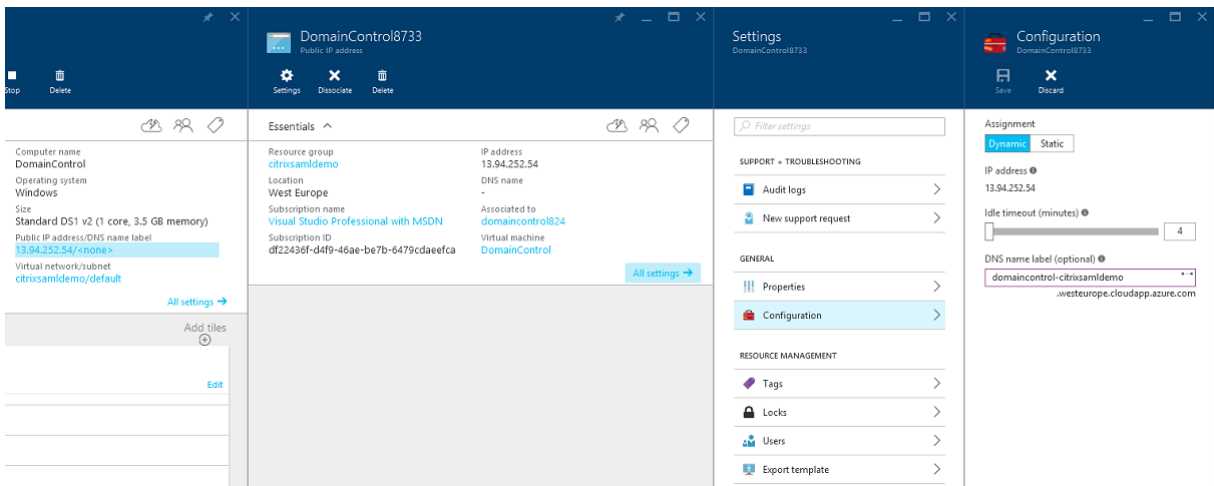 Stop
Delete
Computer name
DomainControl
Operating system
Windows
Size
Standard DS1 v2 (1 core, 3.5 GB memory)
Public IP address/DNS name label
13.94.252.54/<none>
Virtual network/subnet
citrixsamldemo/default
All settings →
Add tiles
Edit
DomainControl8733
Public IP address
Settings
Dissociate
Delete
Essentials
Resource group
citrixsamldemo
Location
West Europe
Subscription name
Visual Studio Professional with MSDN
Subscription ID
df22436f-d4f9-46ae-be7b-6479cdaeefca
IP address
13.94.252.54
DNS name
-
Associated to
domaincontrol824
Virtual machine
DomainControl
All settings →
Settings
DomainControl8733
Filter settings
SUPPORT + TROUBLESHOOTING
Audit logs
New support request
GENERAL
Properties
Configuration
RESOURCE MANAGEMENT
Tags
Locks
Users
Export template
Configuration
DomainControl8733
Save
Discard
Assignment
Dynamic
Static
IP address
13.94.252.54
Idle timeout (minutes)
4
DNS name label (optional)
domaincontrol-citrixsamldemo
.westeurope.cloudapp.azure.com